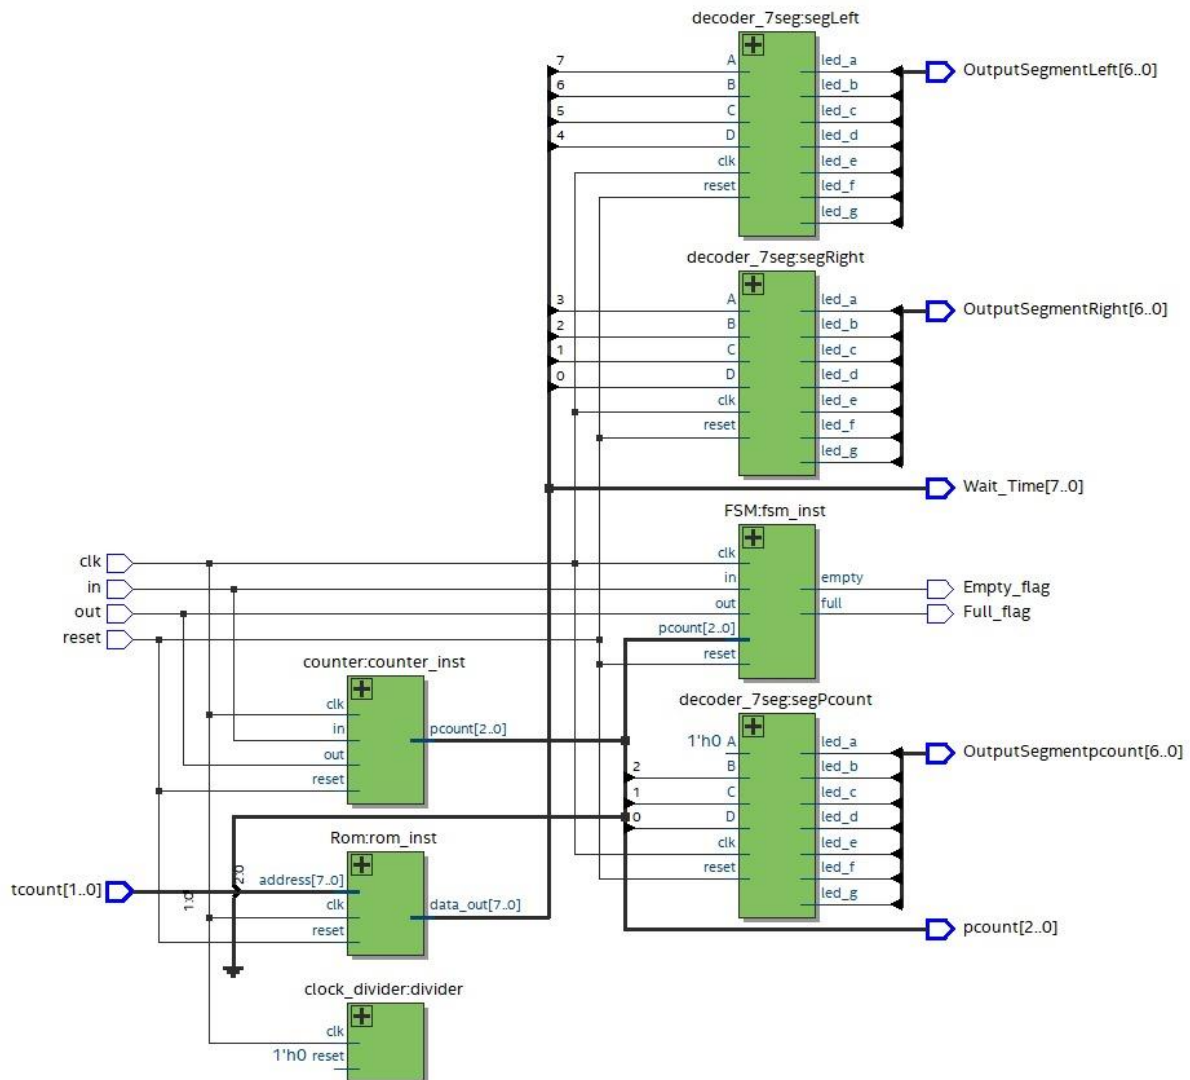 decoder_7seg:segLeft
7 A led_a OutputSegmentLeft[6..0]
6 B led_b
5 C led_c
4 D led_d
clk led_e
reset led_f
led_g
decoder_7seg:segRight
3 A led_a OutputSegmentRight[6..0]
2 B led_b
1 C led_c
0 D led_d
clk led_e
reset led_f
led_g
Wait_Time[7..0]
FSM:fsm_inst
clk clk
in in empty Empty_flag
out out full Full_flag
reset pcount[2..0]
reset
counter:counter_inst
clk
in pcount[2..0]
out
reset
decoder_7seg:segPcount
1'h0 A led_a OutputSegmentpcount[6..0]
2 B led_b
1 C led_c
0 D led_d
clk led_e
reset led_f
led_g
Rom:rom_inst
tcount[1..0] 1:0 2:0 address[7..0]
clk data_out[7..0]
reset
pcount[2..0]
clock_divider:divider
clk
1'h0 reset